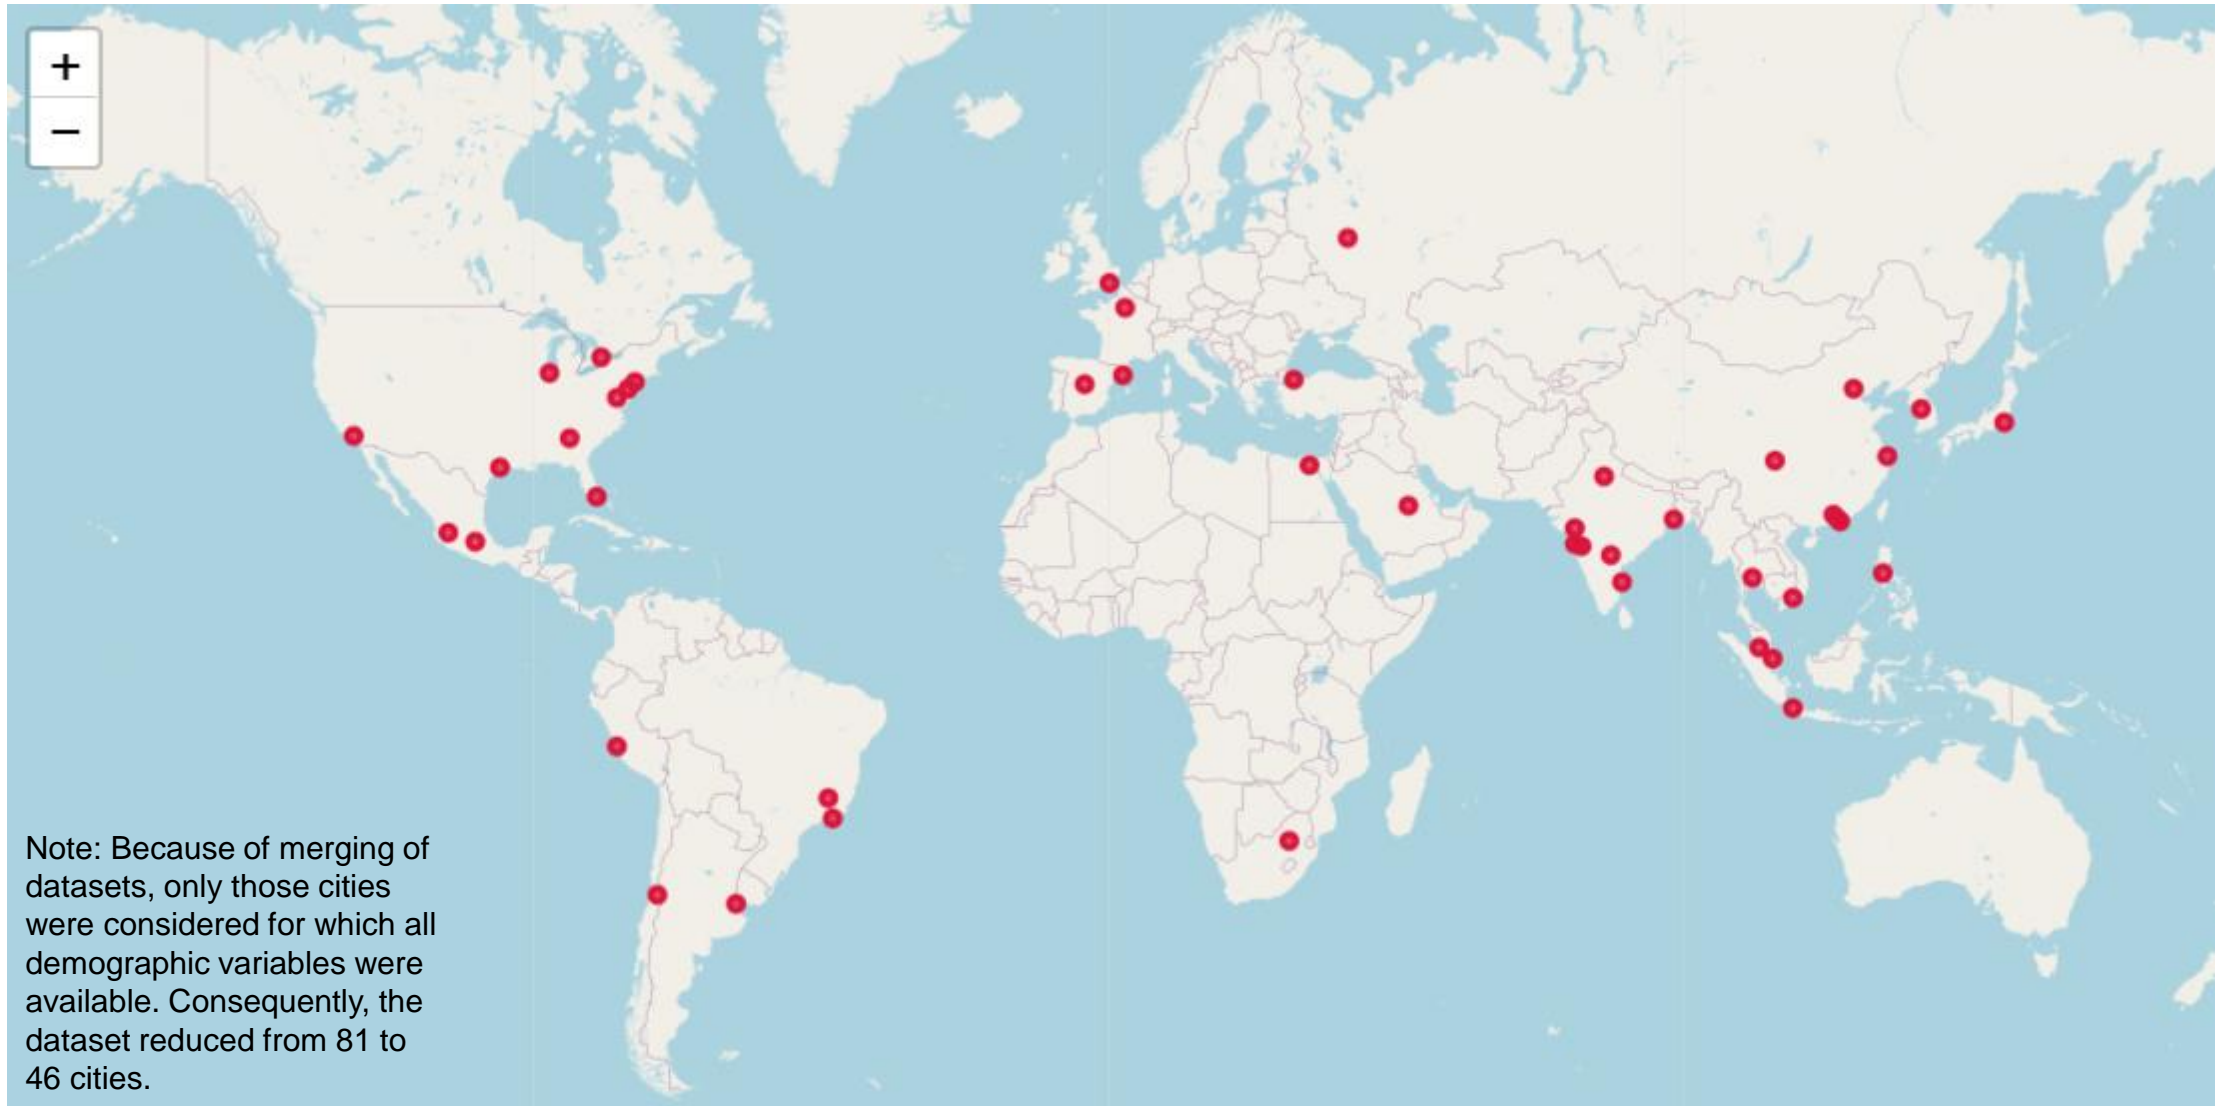 +
−
Note: Because of merging of
datasets, only those cities
were considered for which all
demographic variables were
available. Consequently, the
dataset reduced from 81 to
46 cities.